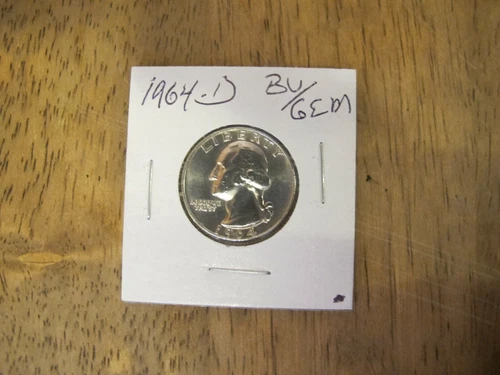 1964-D BU/GEM
LIBERTY
IN GOD WE
TRUST
1964